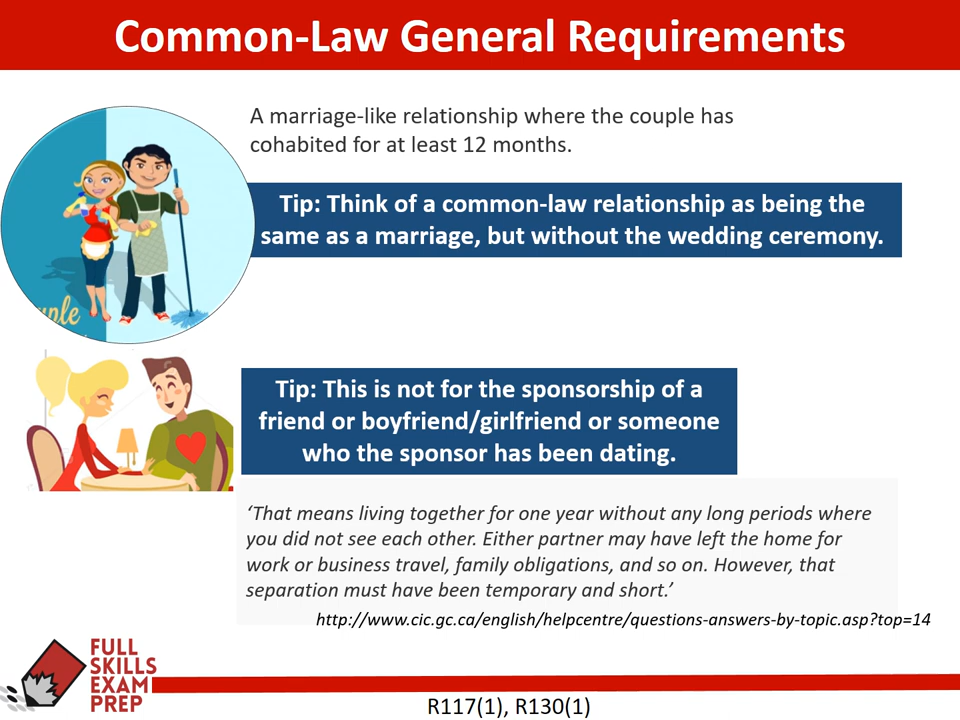 Common-Law General Requirements
A marriage-like relationship where the couple has
cohabited for at least 12 months.
Tip: Think of a common-law relationship as being the
same as a marriage, but without the wedding ceremony.
Tip: This is not for the sponsorship of a
friend or boyfriend/girlfriend or someone
who the sponsor has been dating.
‘That means living together for one year without any long periods where
you did not see each other. Either partner may have left the home for
work or business travel, family obligations, and so on. However, that
separation must have been temporary and short.’
http://www.cic.gc.ca/english/helpcentre/questions-answers-by-topic.asp?top=14
FULL
SKILLS
EXAM
PREP
R117(1), R130(1)